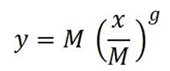 y = M (x/M)^g